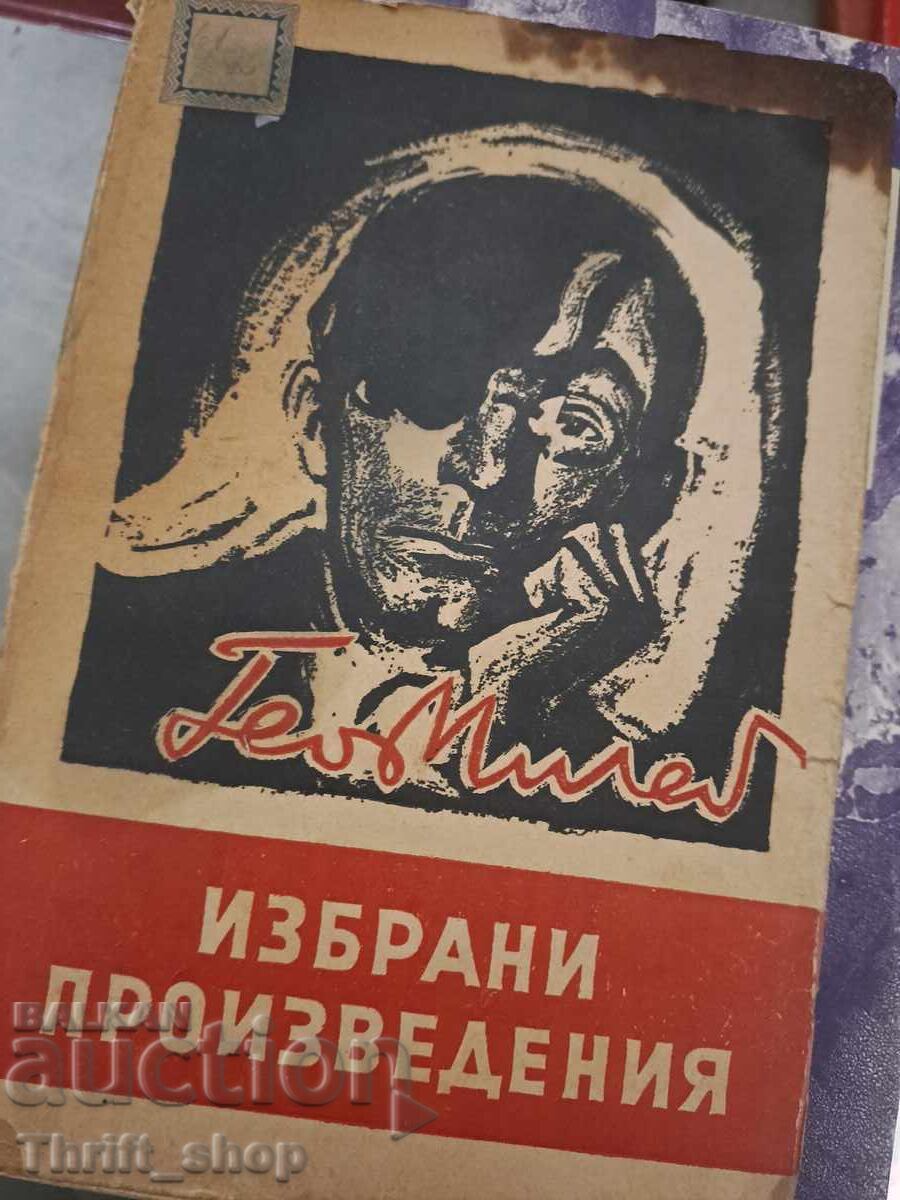 Гео Милев
ИЗБРАНИ
ПРОИЗВЕДЕНИЯ
BALKAN
auction
Thrift_shop